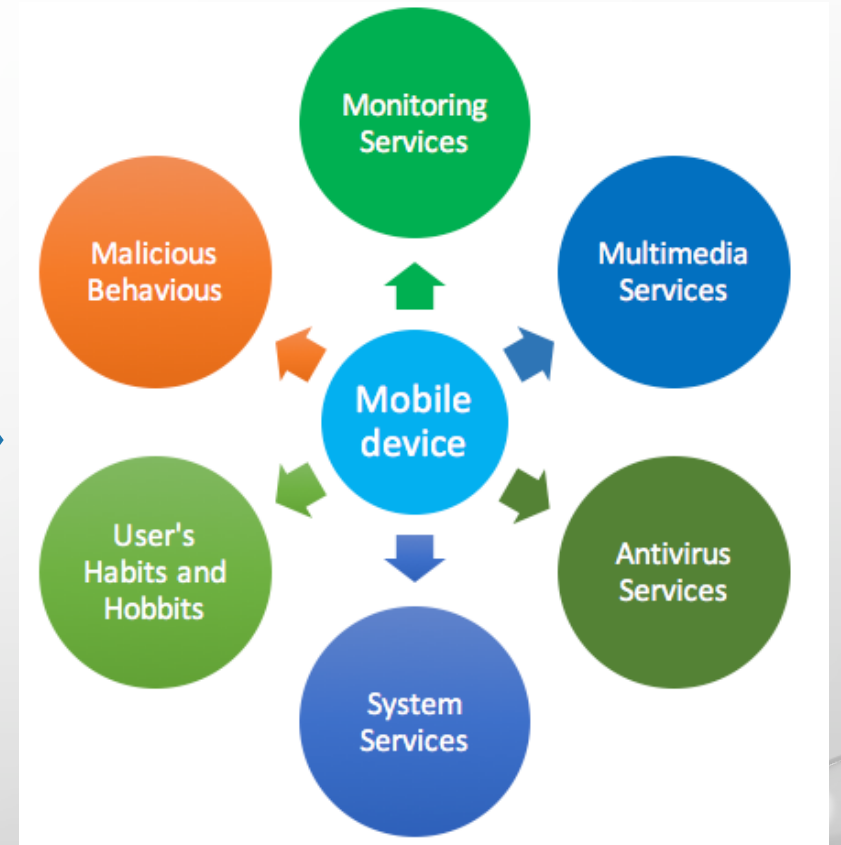 Monitoring
Services
Malicious
Behavious
Multimedia
Services
Mobile
device
User's
Habits and
Hobbits
Antivirus
Services
System
Services